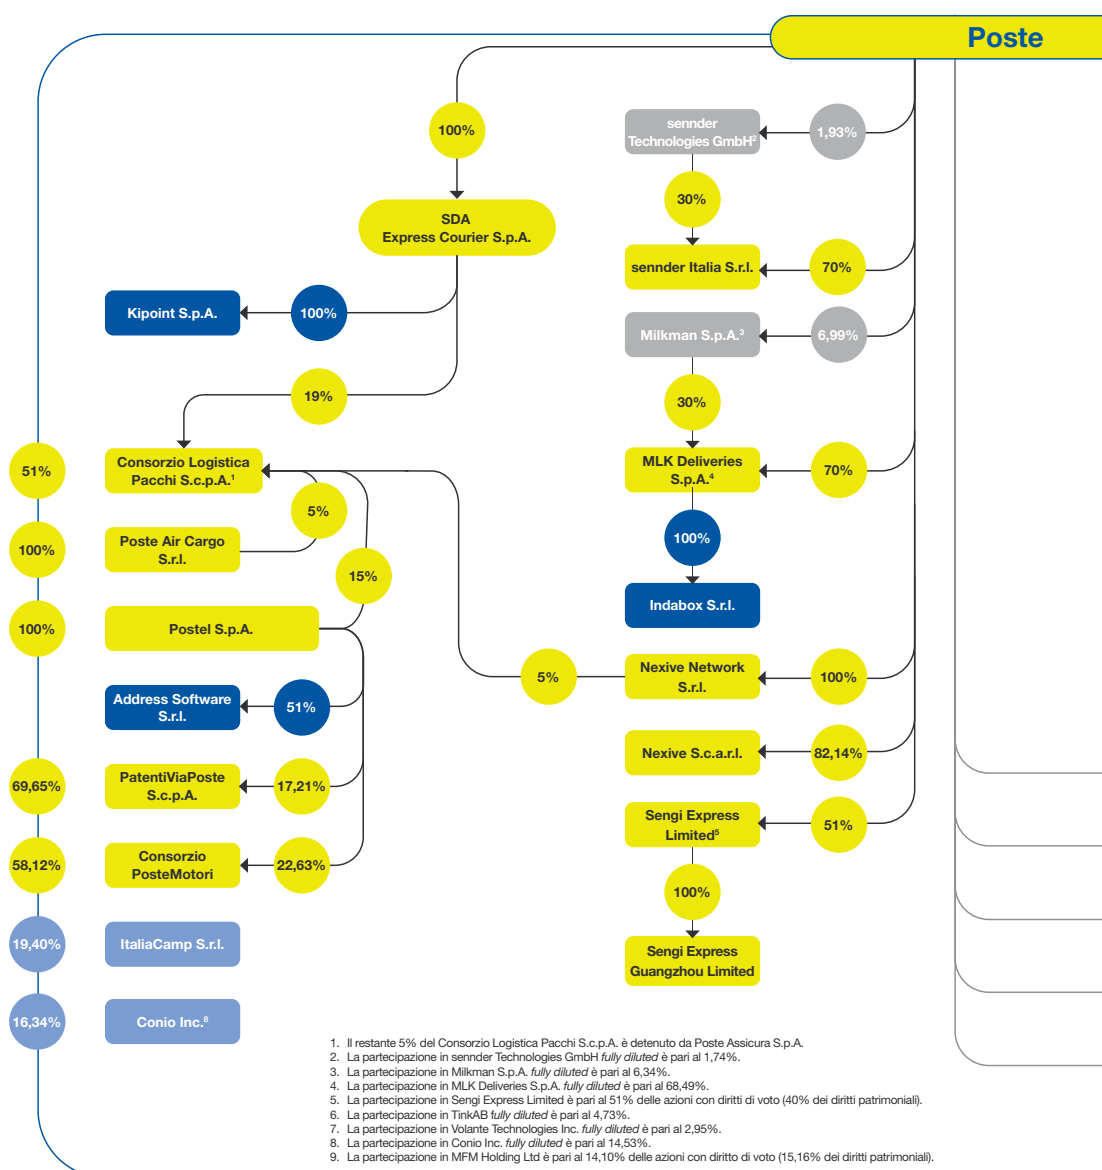 Poste
100%
sennder
Technologies GmbH²
1,93%
30%
SDA
Express Courier S.p.A.
sennder Italia S.r.l.
70%
Kipoint S.p.A.
100%
Milkman S.p.A.³
6,99%
19%
30%
51%
Consorzio Logistica
Pacchi S.c.p.A.¹
MLK Deliveries
S.p.A.⁴
70%
5%
100%
Poste Air Cargo
S.r.l.
100%
15%
Indabox S.r.l.
100%
Postel S.p.A.
5%
Nexive Network
S.r.l.
100%
Address Software
S.r.l.
51%
Nexive S.c.a.r.l.
82,14%
69,65%
PatentiViaPoste
S.c.p.A.
17,21%
Sengi Express
Limited⁵
51%
58,12%
Consorzio
PosteMotori
22,63%
100%
19,40%
ItaliaCamp S.r.l.
Sengi Express
Guangzhou Limited
16,34%
Conio Inc.⁸
1. Il restante 5% del Consorzio Logistica Pacchi S.c.p.A. è detenuto da Poste Assicura S.p.A.
2. La partecipazione in sennder Technologies GmbH fully diluted è pari al 1,74%.
3. La partecipazione in Milkman S.p.A. fully diluted è pari al 6,34%.
4. La partecipazione in MLK Deliveries S.p.A. fully diluted è pari al 68,49%.
5. La partecipazione in Sengi Express Limited è pari al 51% delle azioni con diritti di voto (40% dei diritti patrimoniali).
6. La partecipazione in TinkAB fully diluted è pari al 4,73%.
7. La partecipazione in Volante Technologies Inc. fully diluted è pari al 2,95%.
8. La partecipazione in Conio Inc. fully diluted è pari al 14,53%.
9. La partecipazione in MFM Holding Ltd è pari al 14,10% delle azioni con diritto di voto (15,16% dei diritti patrimoniali).